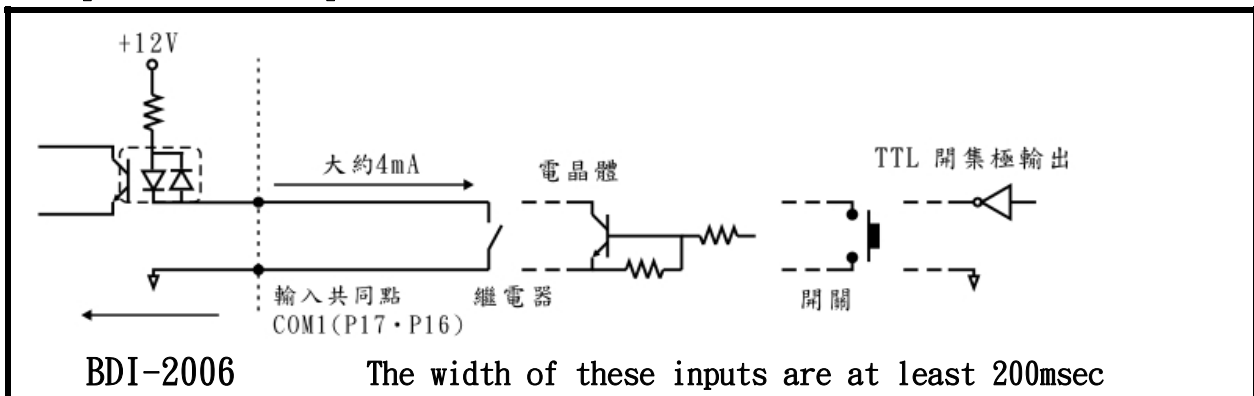 +12V
大約4mA
電晶體
TTL 開集極輸出
輸入共同點
COM1(P17・P16)
繼電器
開關
BDI-2006
The width of these inputs are at least 200msec